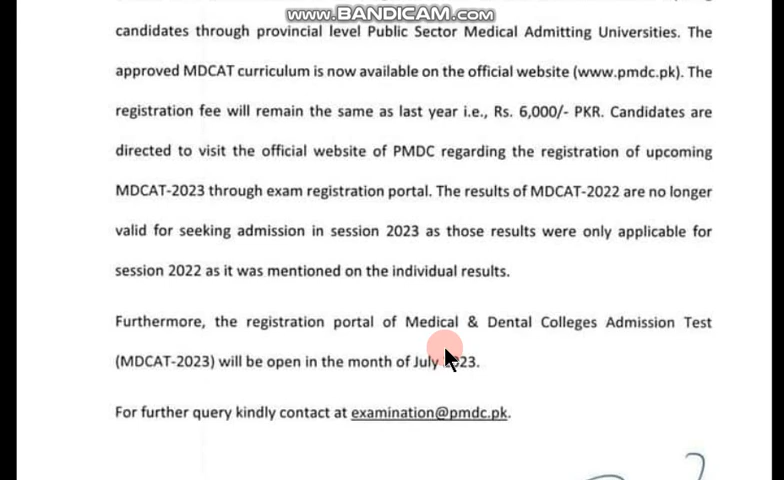 www.BANDICAM.com
candidates through provincial level Public Sector Medical Admitting Universities. The
approved MDCAT curriculum is now available on the official website (www.pmdc.pk). The
registration fee will remain the same as last year i.e., Rs. 6,000/- PKR. Candidates are
directed to visit the official website of PMDC regarding the registration of upcoming
MDCAT-2023 through exam registration portal. The results of MDCAT-2022 are no longer
valid for seeking admission in session 2023 as those results were only applicable for
session 2022 as it was mentioned on the individual results.
Furthermore, the registration portal of Medical & Dental Colleges Admission Test
(MDCAT-2023) will be open in the month of July 2023.
For further query kindly contact at examination@pmdc.pk.